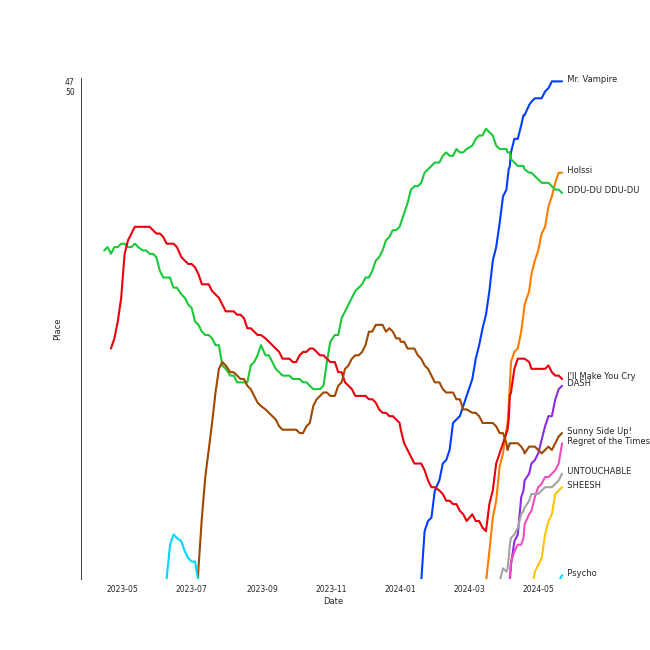 47
50
Mr. Vampire
Holssi
DDU-DU DDU-DU
I'll Make You Cry
DASH
Sunny Side Up!
Regret of the Times
UNTOUCHABLE
SHEESH
Psycho
Place
2023-05
2023-07
2023-09
2023-11
2024-01
2024-03
2024-05
Date